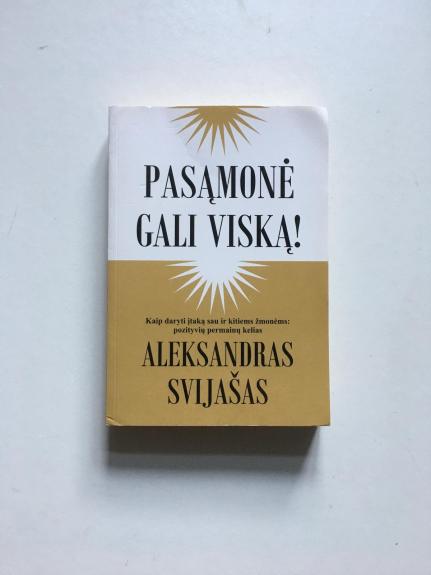 PASĄMONĖ
GALI VISKĄ!
Kaip daryti įtaką sau ir kitiems žmonėms:
pozityvių permainų kelias
ALEKSANDRAS
SVIJAŠAS